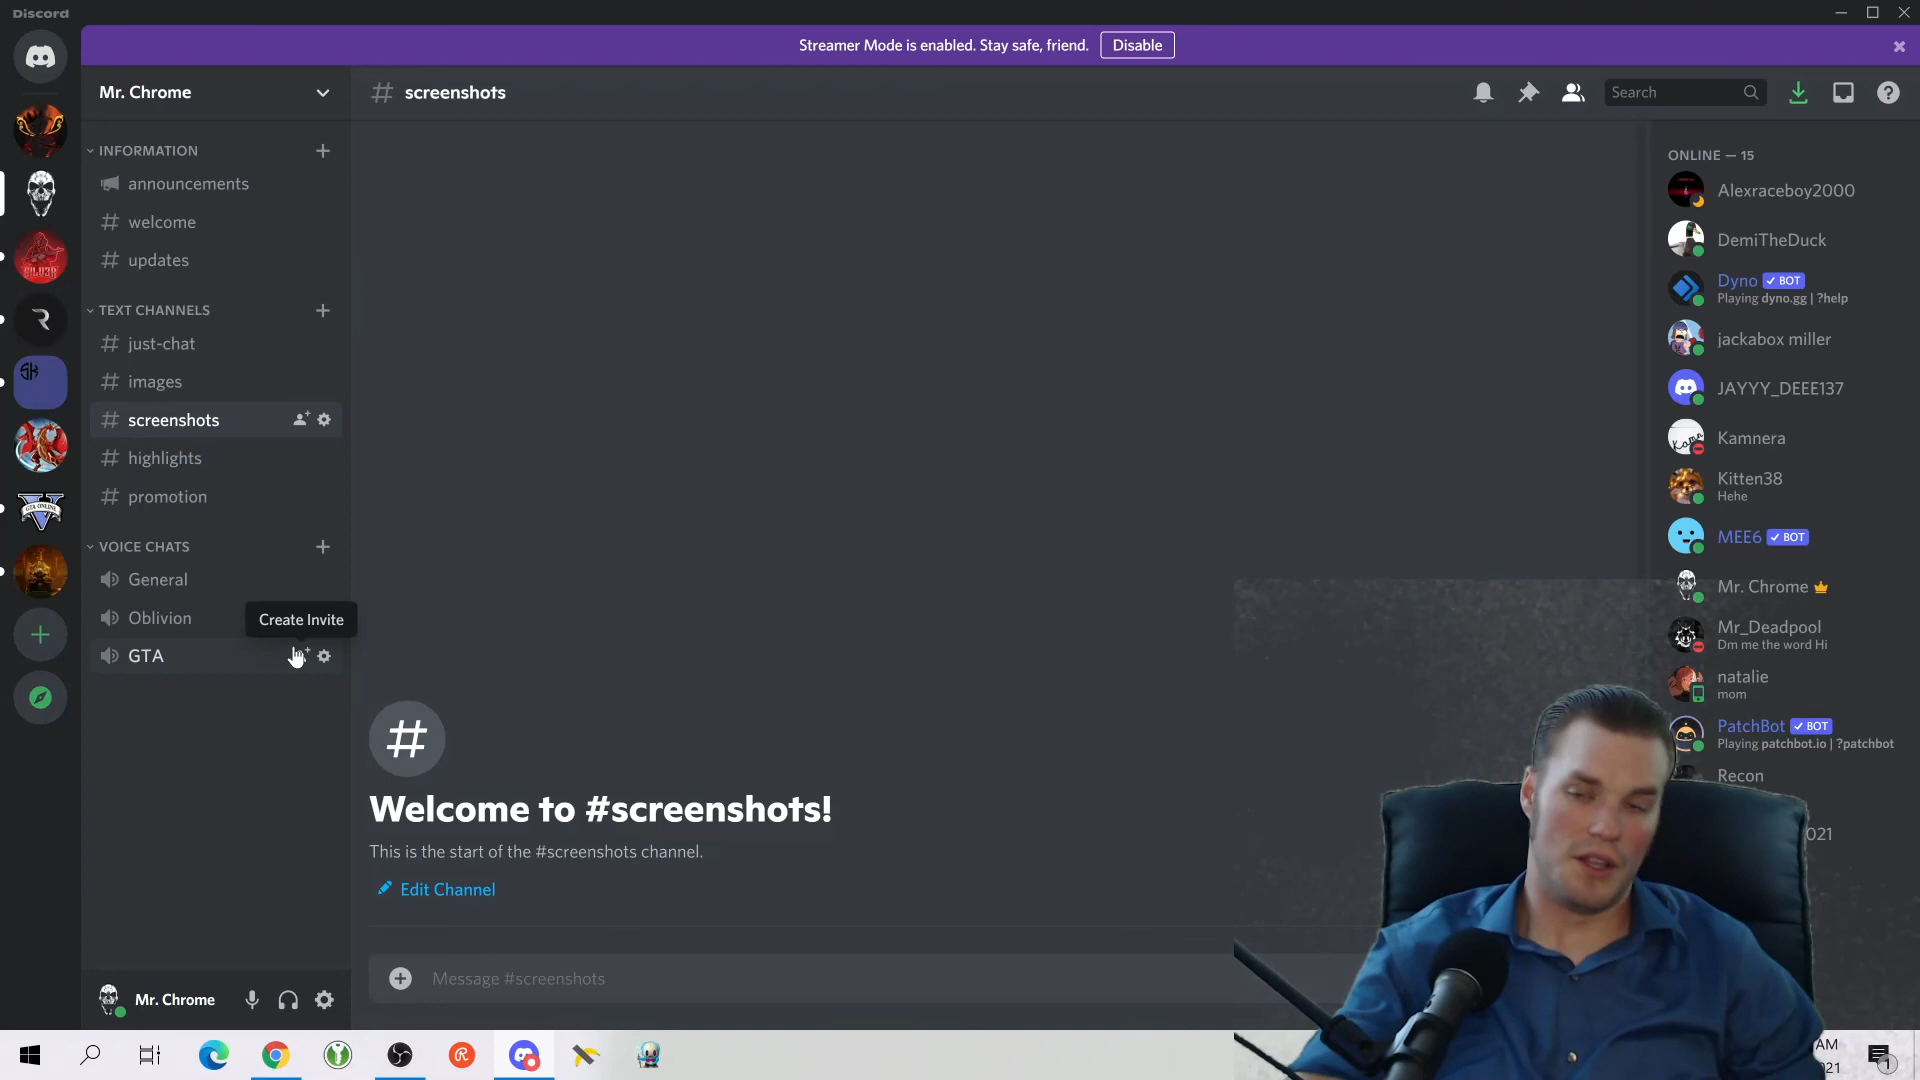 Discord
Streamer Mode is enabled. Stay safe, friend.
Disable
Mr. Chrome
screenshots
Search
INFORMATION
announcements
welcome
updates
TEXT CHANNELS
just-chat
images
screenshots
highlights
promotion
VOICE CHATS
General
Oblivion
Create Invite
GTA
Welcome to #screenshots!
This is the start of the #screenshots channel.
Edit Channel
Message #screenshots
Mr. Chrome
ONLINE — 15
Alexraceboy2000
DemiTheDuck
Dyno BOT
Playing dyno.gg | ?help
jackabox miller
JAYYY_DEEE137
Kamnera
Kitten38
Hehe
MEE6 BOT
Mr. Chrome
Mr_Deadpool
Dm me the word Hi
natalie
mom
PatchBot BOT
Playing patchbot.io | ?patchbot
Recon
021
AM
021
1